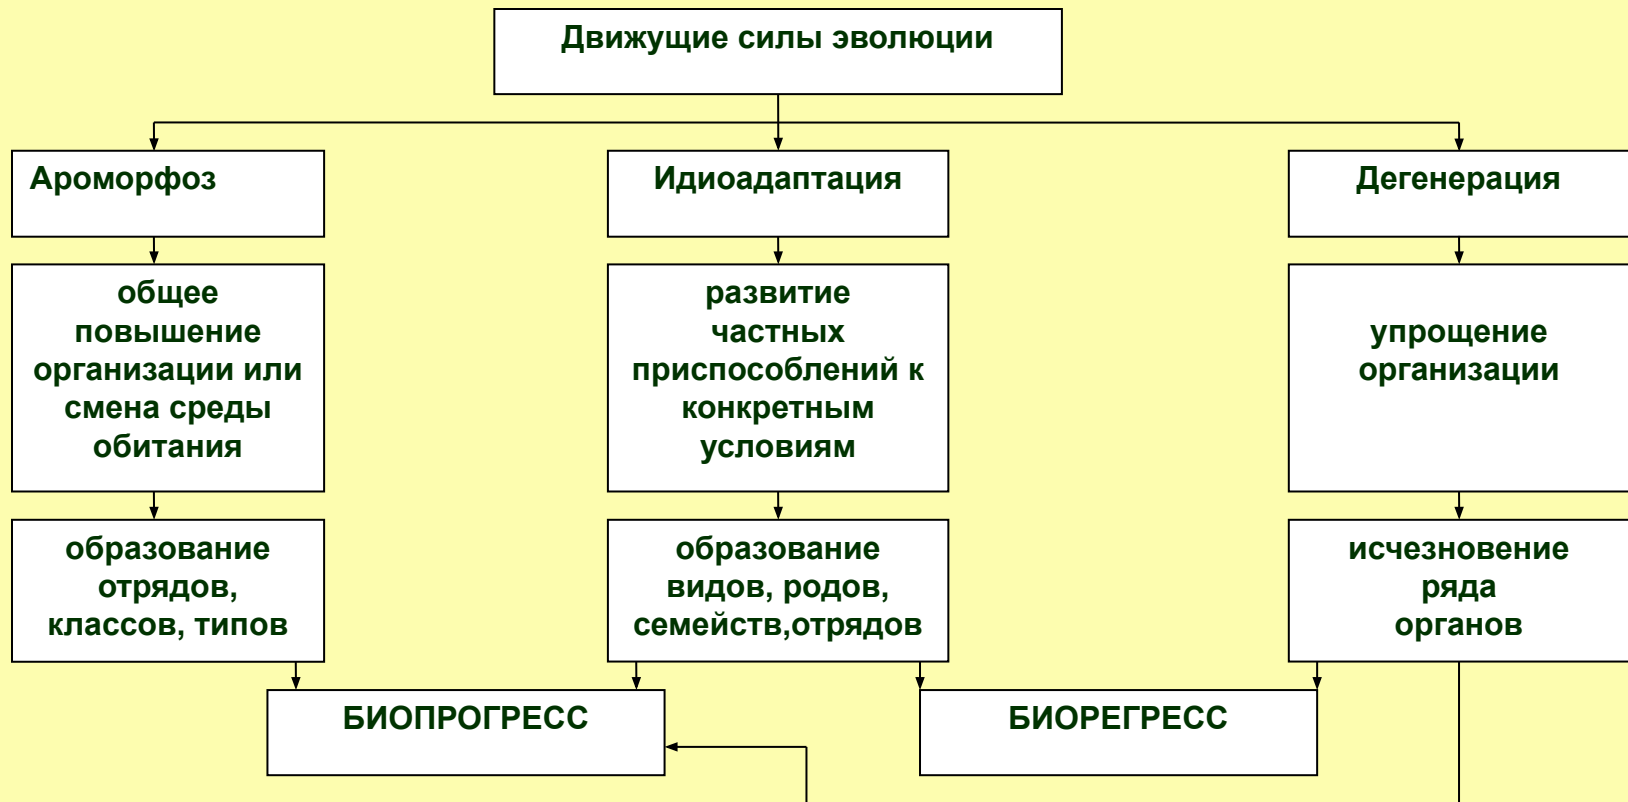 Движущие силы эволюции
Ароморфоз
Идиоадаптация
Дегенерация
общее
повышение
организации или
смена среды
обитания
развитие
частных
приспособлений к
конкретным
условиям
упрощение
организации
образование
отрядов,
классов, типов
образование
видов, родов,
семейств,отрядов
исчезновение
ряда
органов
БИОПРОГРЕСС
БИОРЕГРЕСС